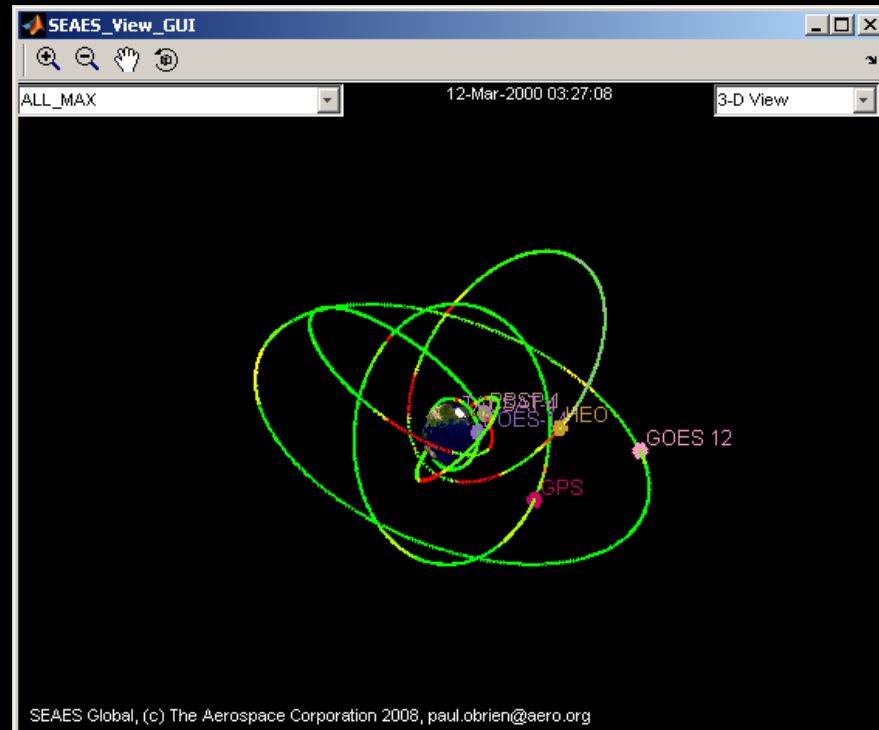 SEAES_View_GUI
ALL_MAX
12-Mar-2000 03:27:08
3-D View
HEO
GOES 12
GPS
SEAES Global, (c) The Aerospace Corporation 2008, paul.obrien@aero.org